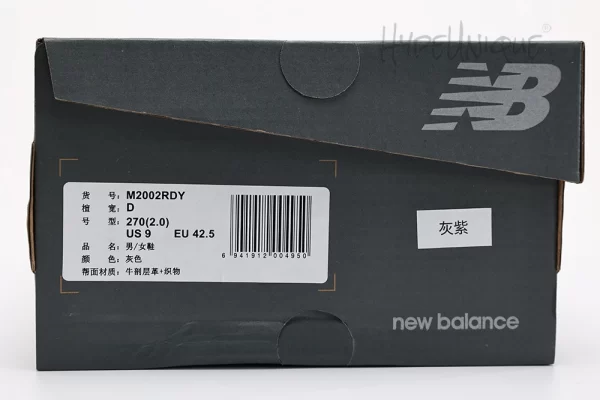 HYPEUNIQUE®
NB
货 号: M2002RDY
楦 宽: D
号 型: 270(2.0)
US 9 EU 42.5
品 名: 男/女鞋
颜 色: 灰色
帮面材质: 牛剖层革+织物
6 941912 004950
灰紫
new balance